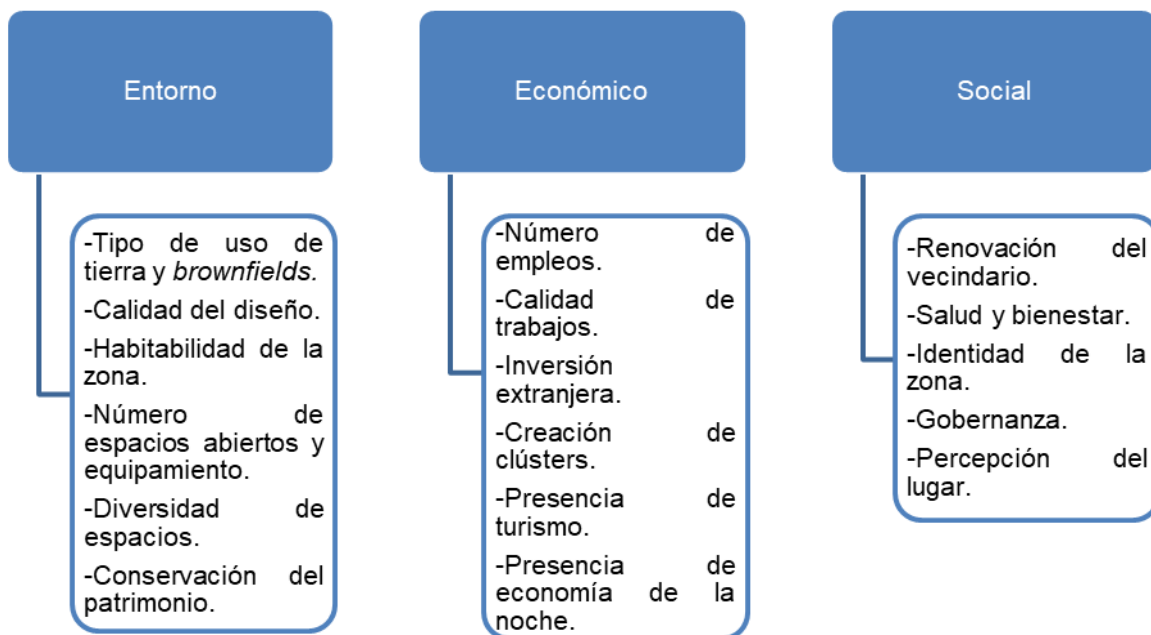 Entorno
-Tipo de uso de
tierra y brownfields.
-Calidad del diseño.
-Habitabilidad de la
zona.
-Número de
espacios abiertos y
equipamiento.
-Diversidad de
espacios.
-Conservación del
patrimonio.
Económico
-Número de
empleos.
-Calidad de
trabajos.
-Inversión
extranjera.
-Creación de
clústers.
-Presencia de
turismo.
-Presencia de
economía de la
noche.
Social
-Renovación del
vecindario.
-Salud y bienestar.
-Identidad de la
zona.
-Gobernanza.
-Percepción del
lugar.